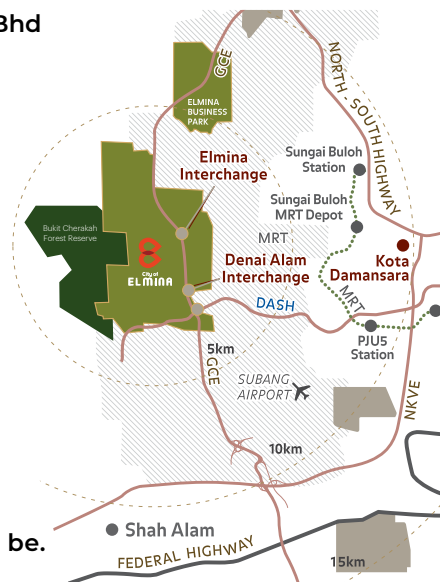 Bhd
GCE
NORTH - SOUTH HIGHWAY
ELMINA
BUSINESS
PARK
Elmina
Interchange
Sungai Buloh
Station
Sungai Buloh
MRT Depot
Bukit Cherakah
Forest Reserve
City of
ELMINA
MRT
Kota
Damansara
Denai Alam
Interchange
DASH
MRT
PJU5
Station
5km
GCE
SUBANG
AIRPORT
NKVE
10km
Shah Alam
be.
FEDERAL HIGHWAY
15km